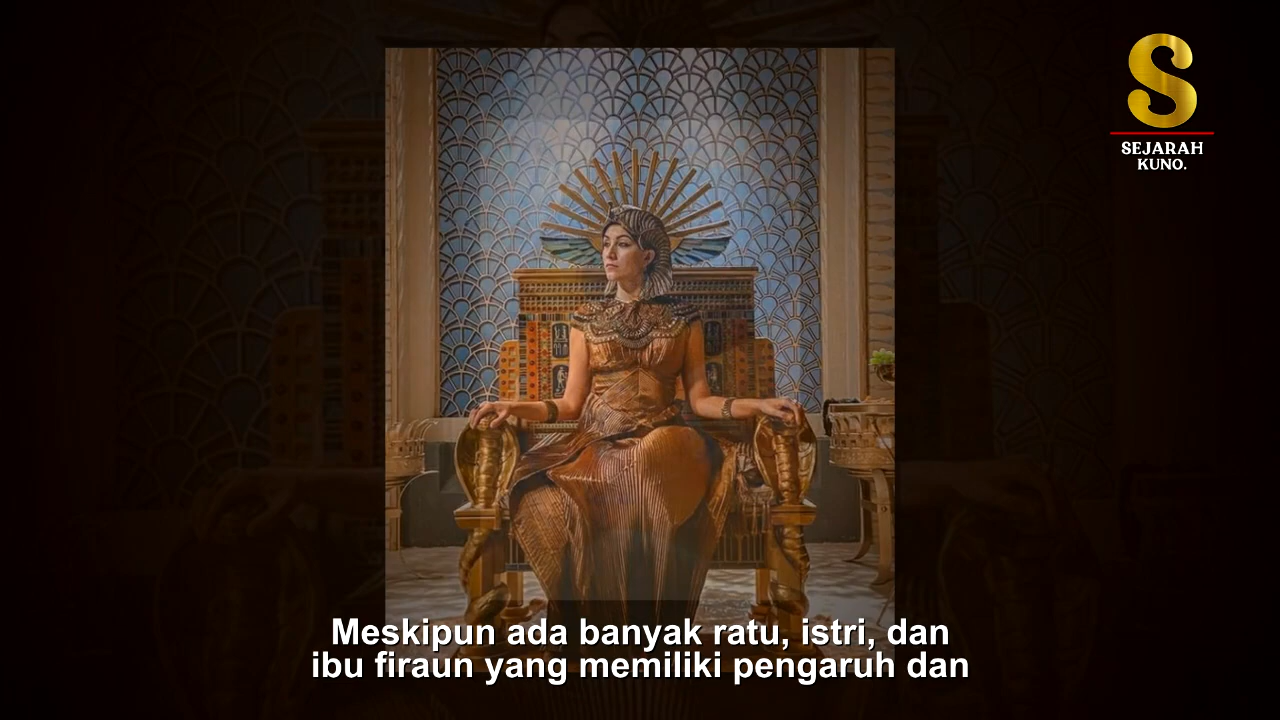 S
SEJARAH
KUNO.
Meskipun ada banyak ratu, istri, dan
ibu firaun yang memiliki pengaruh dan